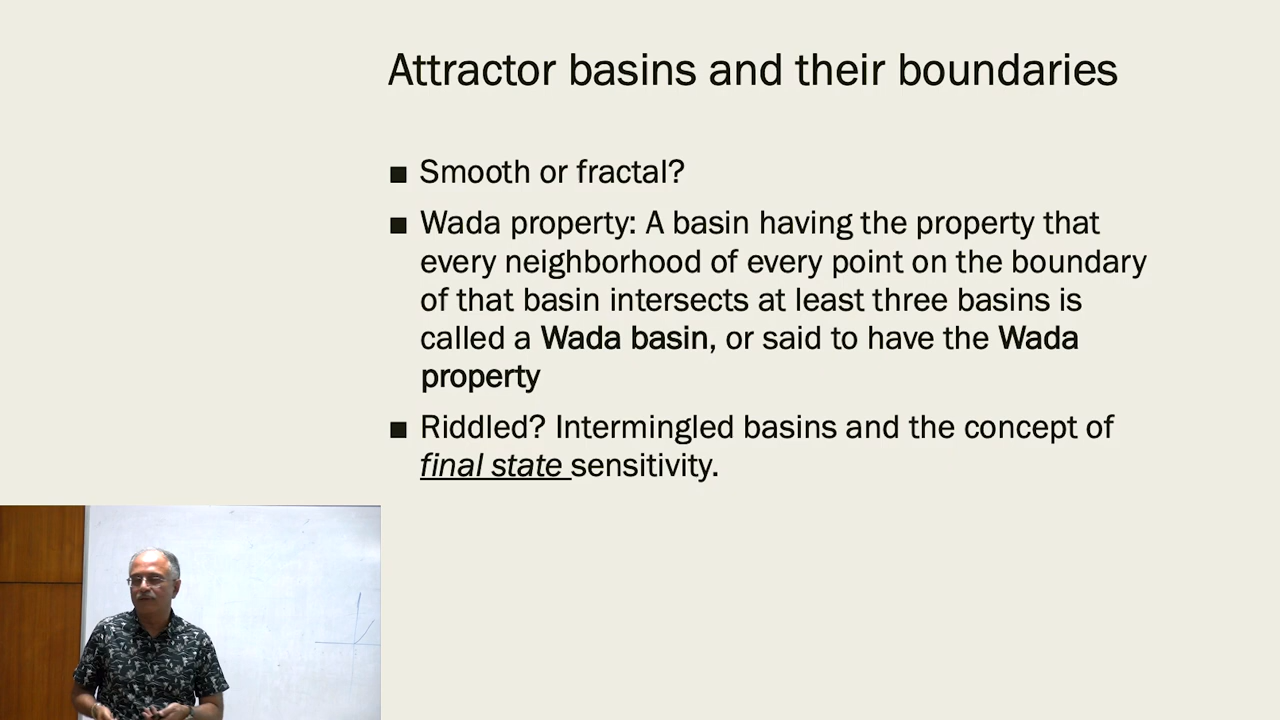 Attractor basins and their boundaries
■ Smooth or fractal?
■ Wada property: A basin having the property that
every neighborhood of every point on the boundary
of that basin intersects at least three basins is
called a Wada basin, or said to have the Wada
property
■ Riddled? Intermingled basins and the concept of
final state sensitivity.